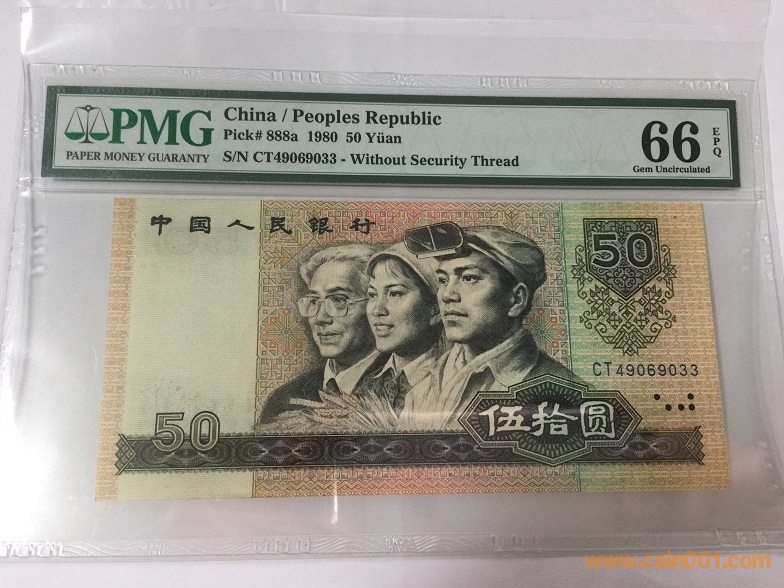 PMG
PAPER MONEY GUARANTY
China / Peoples Republic
Pick# 888a 1980 50 Yüan
S/N CT49069033 - Without Security Thread
66 EPQ
Gem Uncirculated
中国人民银行
50
CT49069033
50
伍拾圆
www.coin001.com